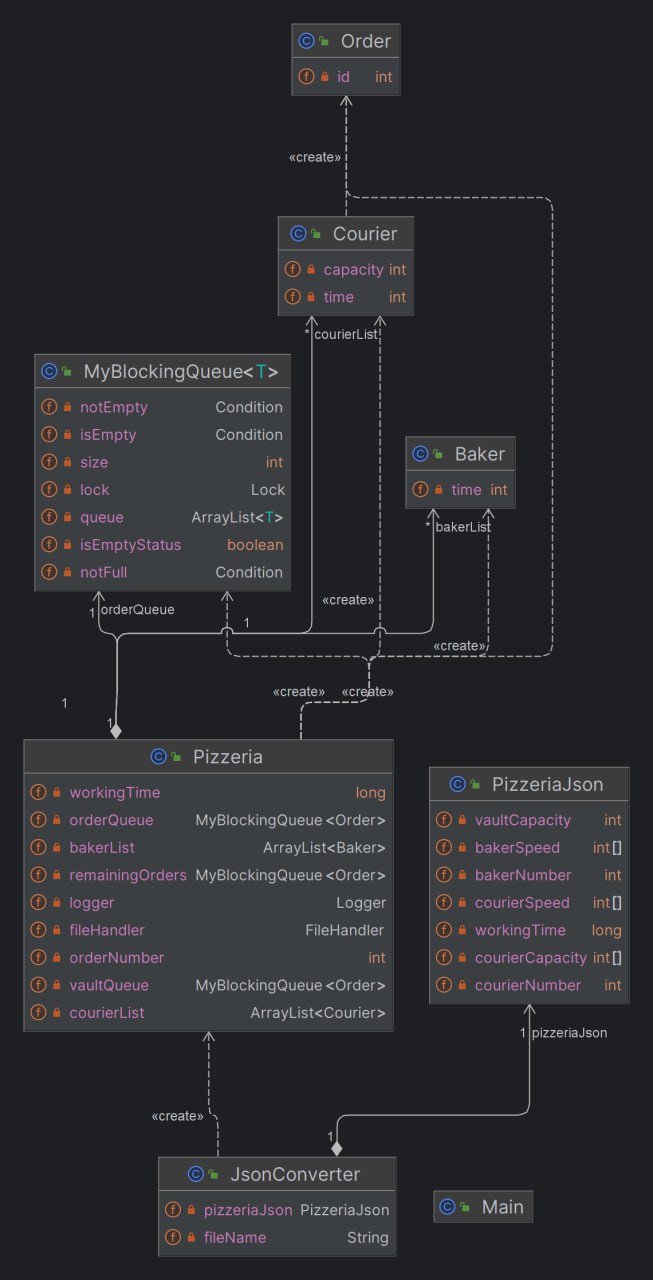 Order
id int
«create»
Courier
capacity int
time int
* courierList
MyBlockingQueue<T>
notEmpty Condition
isEmpty Condition
size int
lock Lock
queue ArrayList<T>
isEmptyStatus boolean
notFull Condition
Baker
time int
* bakerList
1 orderQueue
1
«create»
«create»
1
1
«create» «create»
Pizzeria
workingTime long
orderQueue MyBlockingQueue<Order>
bakerList ArrayList<Baker>
remainingOrders MyBlockingQueue<Order>
logger Logger
fileHandler FileHandler
orderNumber int
vaultQueue MyBlockingQueue<Order>
courierList ArrayList<Courier>
PizzeriaJson
vaultCapacity int
bakerSpeed int[]
bakerNumber int
courierSpeed int[]
workingTime long
courierCapacity int[]
courierNumber int
1 pizzeriaJson
«create»
1
JsonConverter
pizzeriaJson PizzeriaJson
fileName String
Main